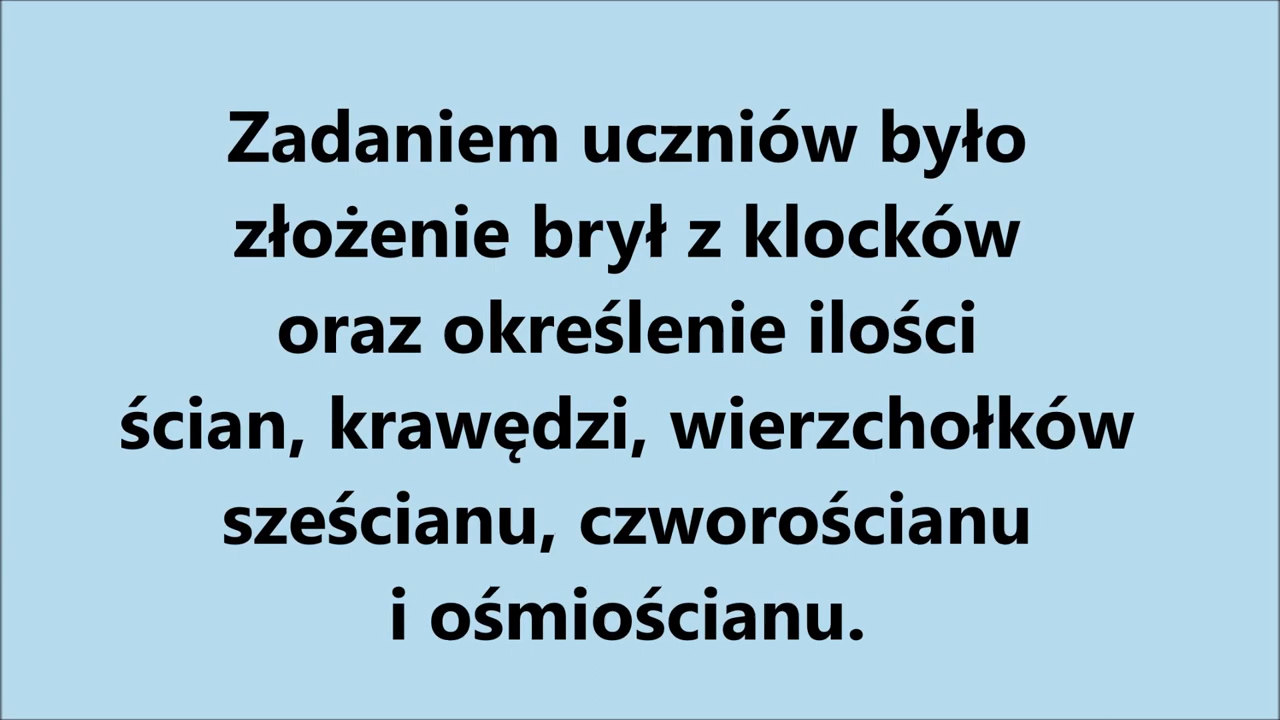 Zadaniem uczniów było
złożenie brył z klocków
oraz określenie ilości
ścian, krawędzi, wierzchołków
sześcianu, czworościanu
i ośmiościanu.